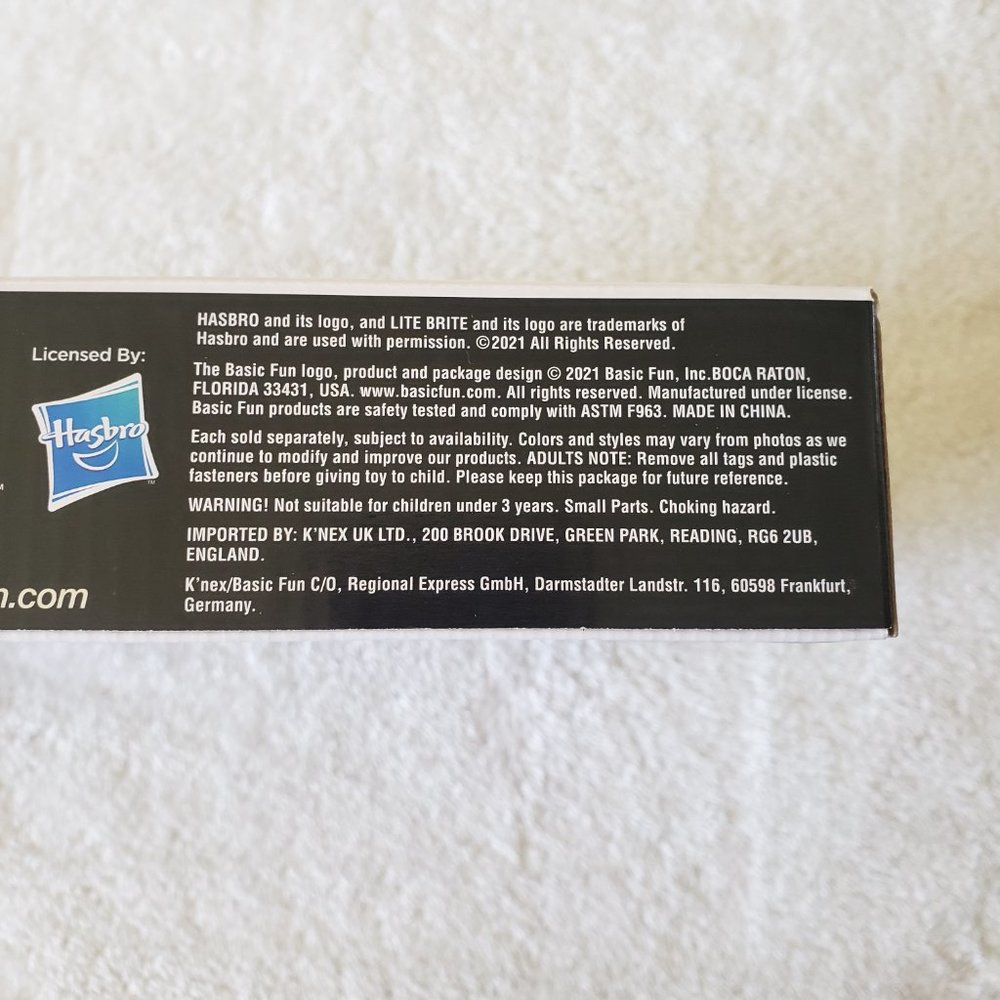 Licensed By:
Hasbro
TM
m.com
HASBRO and its logo, and LITE BRITE and its logo are trademarks of
Hasbro and are used with permission. ©2021 All Rights Reserved.
The Basic Fun logo, product and package design © 2021 Basic Fun, Inc.BOCA RATON,
FLORIDA 33431, USA. www.basicfun.com. All rights reserved. Manufactured under license.
Basic Fun products are safety tested and comply with ASTM F963. MADE IN CHINA.
Each sold separately, subject to availability. Colors and styles may vary from photos as we
continue to modify and improve our products. ADULTS NOTE: Remove all tags and plastic
fasteners before giving toy to child. Please keep this package for future reference.
WARNING! Not suitable for children under 3 years. Small Parts. Choking hazard.
IMPORTED BY: K'NEX UK LTD., 200 BROOK DRIVE, GREEN PARK, READING, RG6 2UB,
ENGLAND.
K'nex/Basic Fun C/O, Regional Express GmbH, Darmstadter Landstr. 116, 60598 Frankfurt,
Germany.